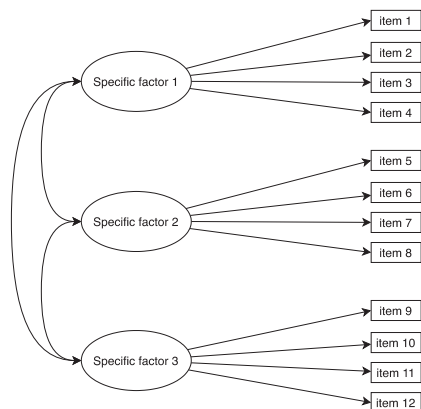 item 1
item 2
Specific factor 1
item 3
item 4
item 5
item 6
Specific factor 2
item 7
item 8
item 9
item 10
Specific factor 3
item 11
item 12